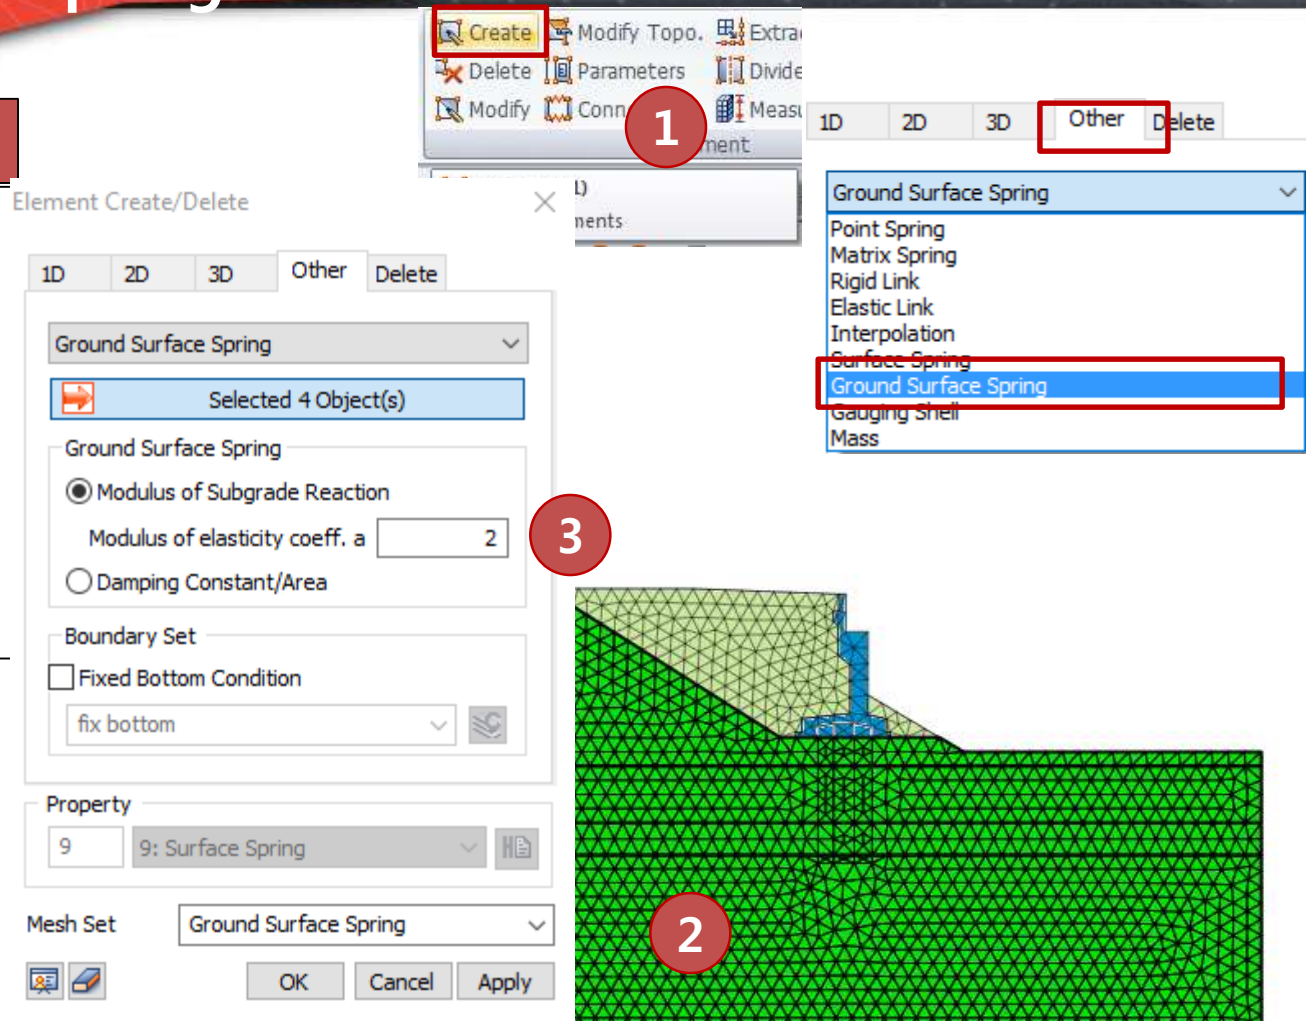 Create Modify Topo.
Delete Parameters Divide
Modify
1
1D 2D 3D Other Delete
Ground Surface Spring
Point Spring
Matrix Spring
Rigid Link
Elastic Link
Interpolation
Surface Spring
Ground Surface Spring
Gauging Shell
Mass
Element Create/Delete
1D 2D 3D Other Delete
Ground Surface Spring
Selected 4 Object(s)
Ground Surface Spring
Modulus of Subgrade Reaction
Modulus of elasticity coeff. a 2
3
Damping Constant/Area
Boundary Set
Fixed Bottom Condition
fix bottom
Property
9 9: Surface Spring
Mesh Set Ground Surface Spring
OK Cancel Apply
2